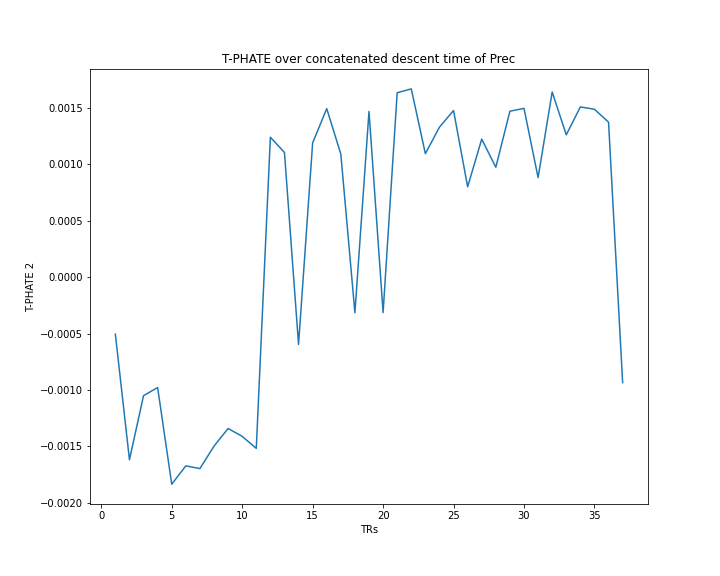 T-PHATE over concatenated descent time of Prec
T-PHATE 2
0.0015
0.0010
0.0005
0.0000
−0.0005
−0.0010
−0.0015
−0.0020
0 5 10 15 20 25 30 35
TRs